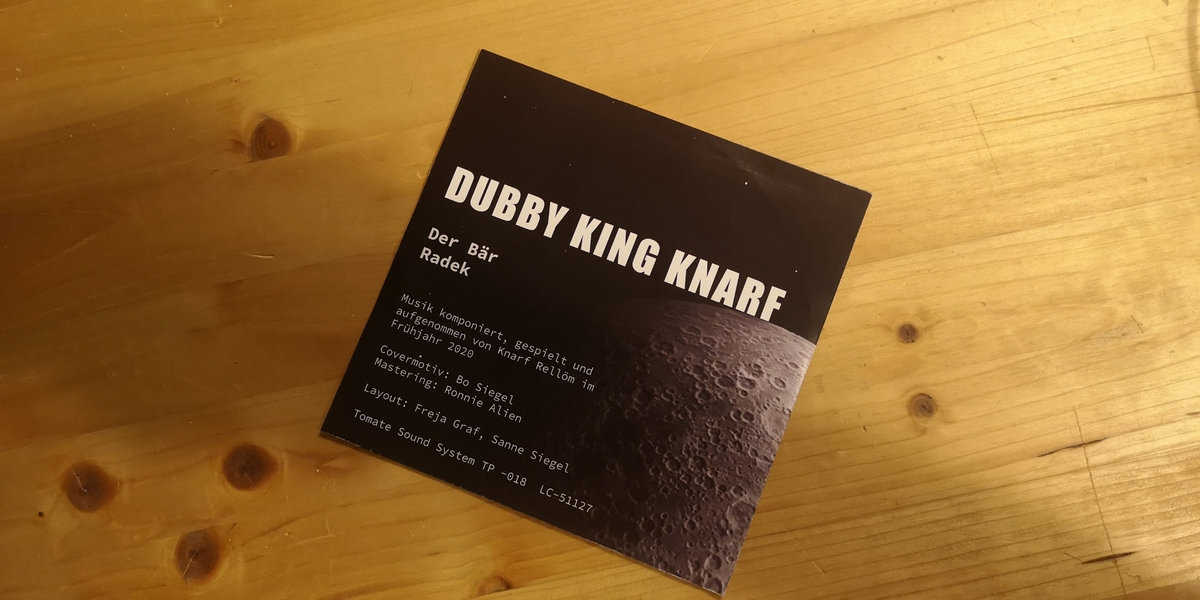 DUBBY KING KNARF
Der Bär
Radek
Musik komponiert, gespielt und
aufgenommen von Knarf Rellöm im
Frühjahr 2020
Covermotiv: Bo Siegel
Mastering: Ronnie Alien
Layout: Freja Graf, Sanne Siegel
Tomate Sound System TP -018 LC-51127